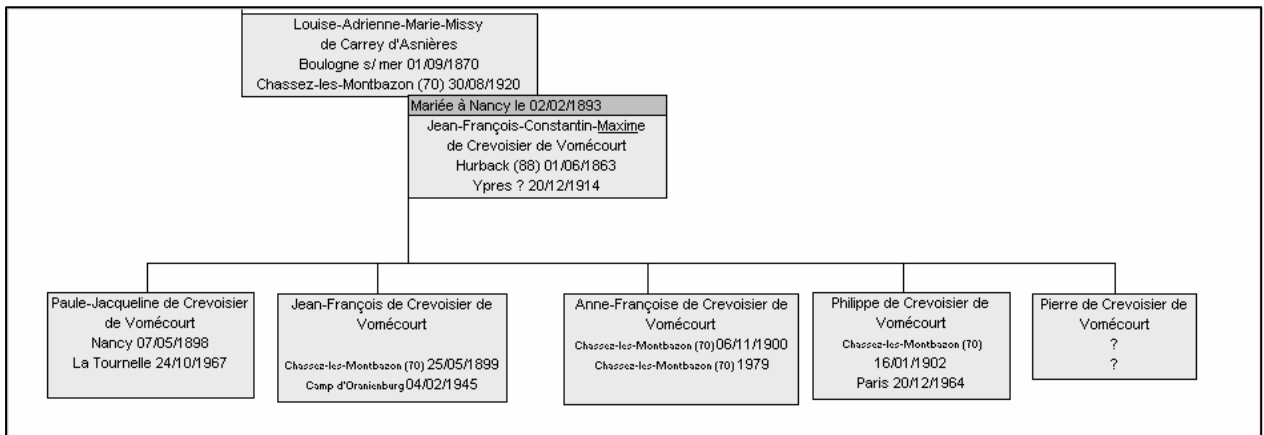 Louise-Adrienne-Marie-Missy
de Carrey d'Asnières
Boulogne s/ mer 01/09/1870
Chassez-les-Montbazon (70) 30/08/1920
Mariée à Nancy le 02/02/1893
Jean-François-Constantin-Maxime
de Crevoisier de Vomécourt
Hurback (88) 01/06/1863
Ypres ? 20/12/1914
Paule-Jacqueline de Crevoisier
de Vomécourt
Nancy 07/05/1898
La Tournelle 24/10/1967
Jean-François de Crevoisier de
Vomécourt
Chassez-les-Montbazon (70) 25/05/1899
Camp d'Oranienburg 04/02/1945
Anne-Françoise de Crevoisier de
Vomécourt
Chassez-les-Montbazon (70) 06/11/1900
Chassez-les-Montbazon (70) 1979
Philippe de Crevoisier de
Vomécourt
Chassez-les-Montbazon (70)
16/01/1902
Paris 20/12/1964
Pierre de Crevoisier de
Vomécourt
?
?